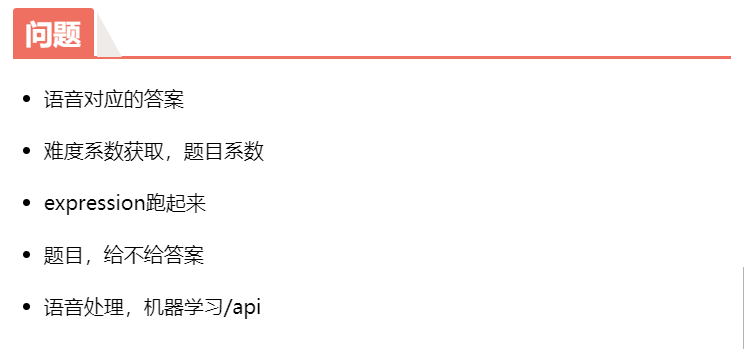 问题
语音对应的答案
难度系数获取，题目系数
expression跑起来
题目，给不给答案
语音处理，机器学习/api